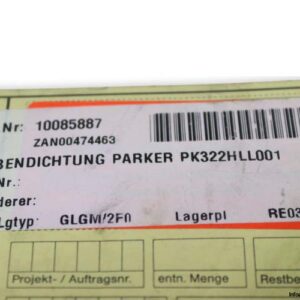 Nr: 10085887
ZAN00474463
BENDICHTUNG PARKER PK322HLL001
Nr.:
derer:
Lgtyp: GLGM/2F0 Lagerpl RE03
Projekt- / Auftragsnr. entn. Menge Restbe